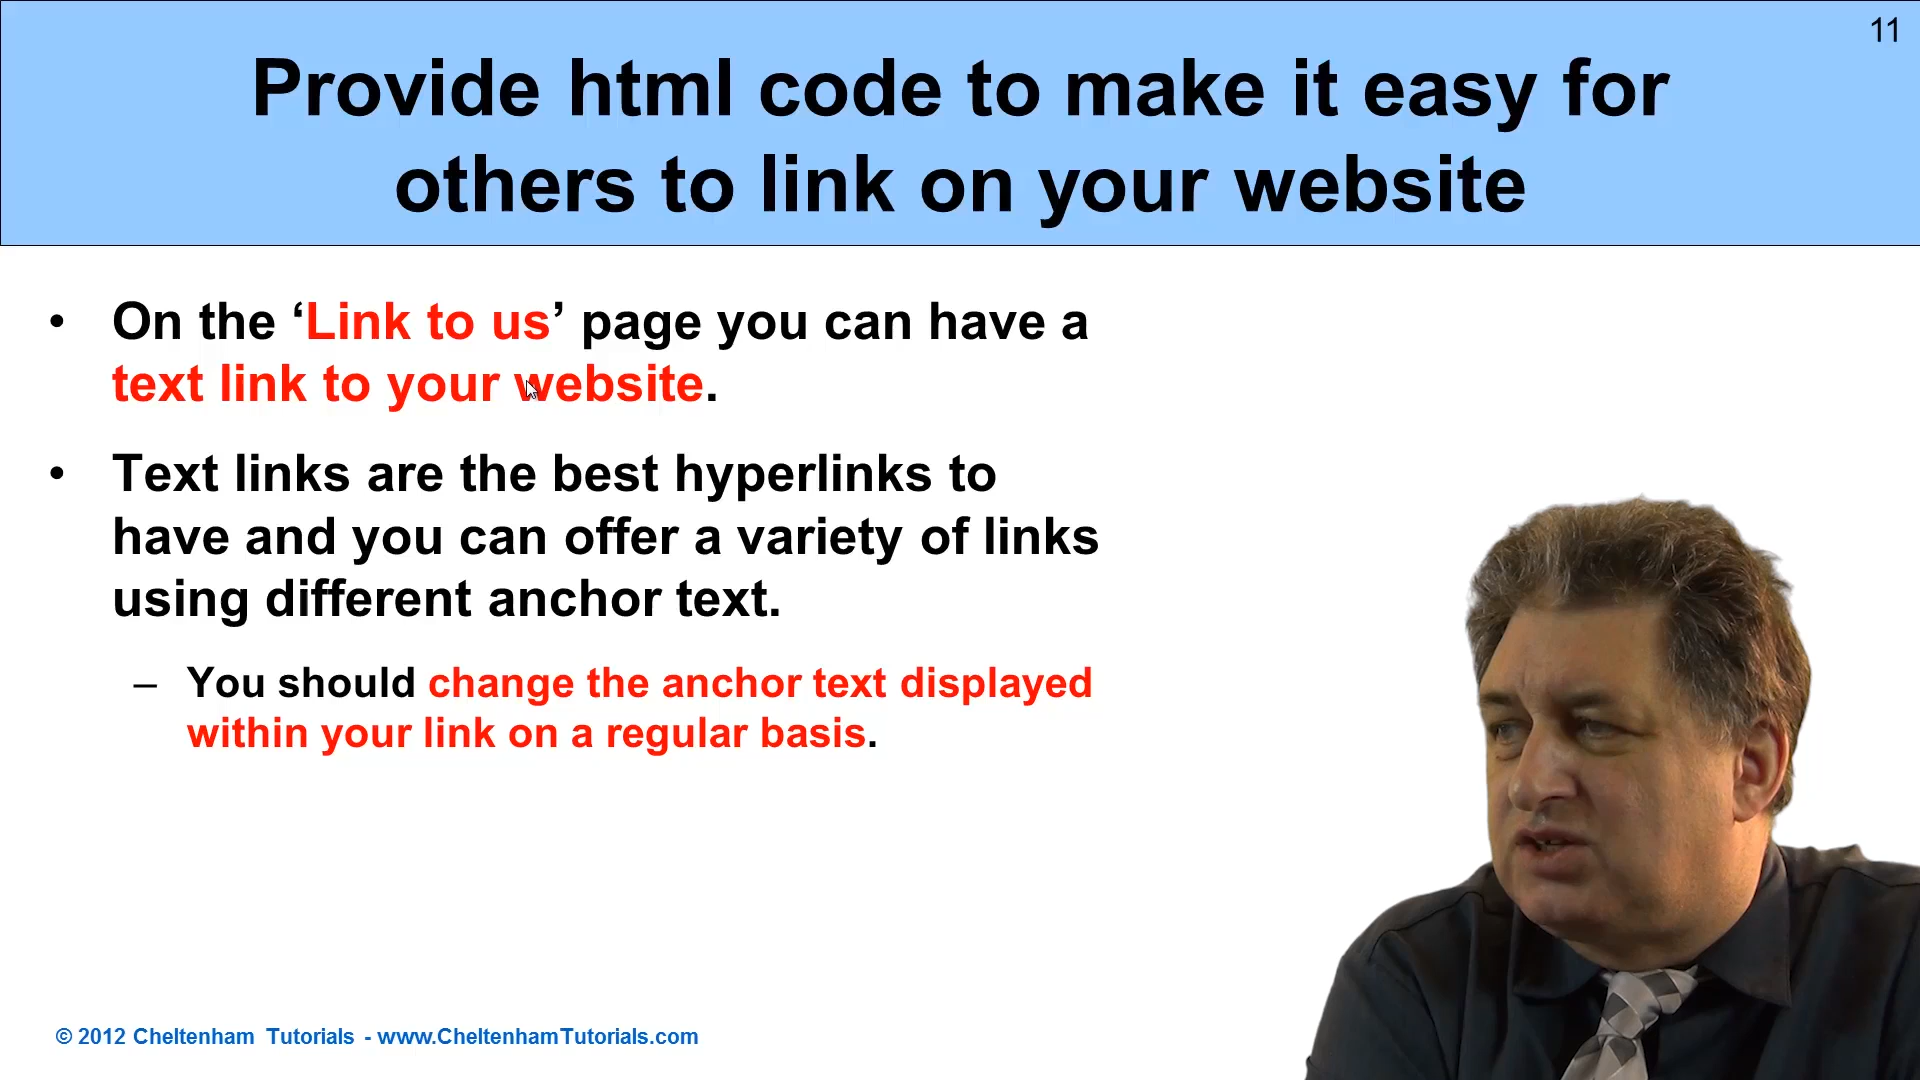 11
Provide html code to make it easy for
others to link on your website
• On the ‘Link to us’ page you can have a
text link to your website.
• Text links are the best hyperlinks to
have and you can offer a variety of links
using different anchor text.
– You should change the anchor text displayed
within your link on a regular basis.
© 2012 Cheltenham Tutorials - www.CheltenhamTutorials.com